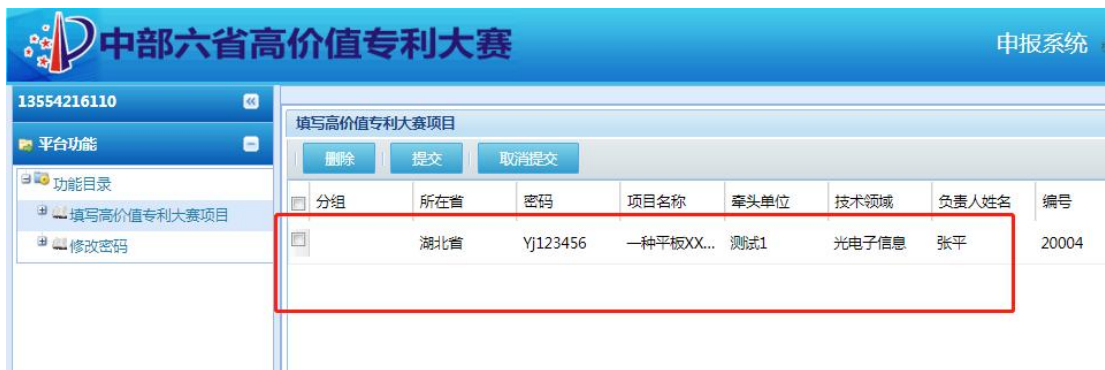 中部六省高价值专利大赛
申报系统
13554216110
平台功能
功能目录
填写高价值专利大赛项目
修改密码
填写高价值专利大赛项目
删除 提交 取消提交
分组 所在省 密码 项目名称 牵头单位 技术领域 负责人姓名 编号
湖北省 Yj123456 一种平板XX... 测试1 光电子信息 张平 20004